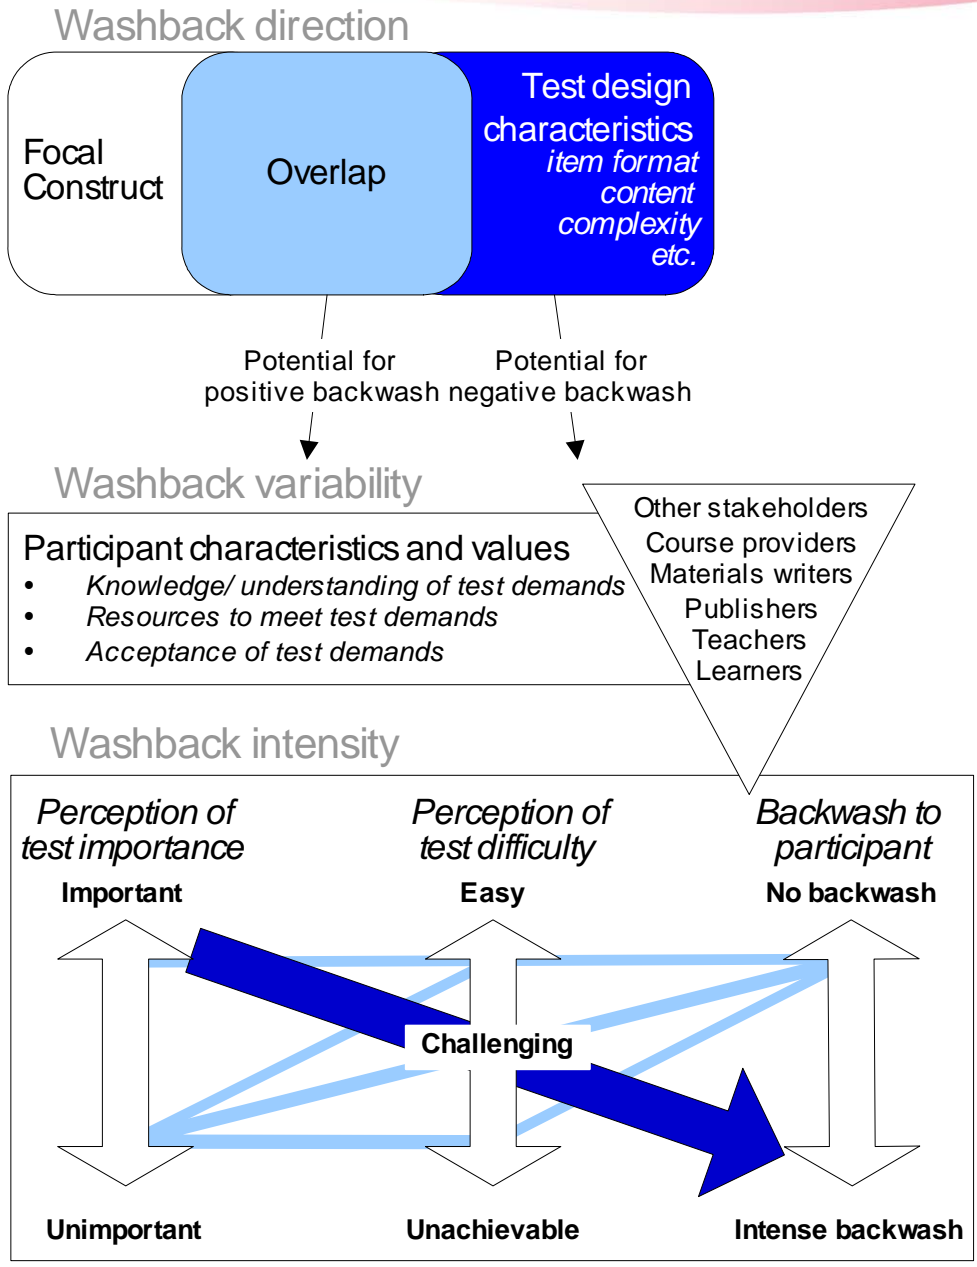 Washback direction
Focal
Construct
Overlap
Test design
characteristics
item format
content
complexity
etc.
Potential for
positive backwash
Potential for
negative backwash
Washback variability
Participant characteristics and values
• Knowledge/ understanding of test demands
• Resources to meet test demands
• Acceptance of test demands
Other stakeholders
Course providers
Materials writers
Publishers
Teachers
Learners
Washback intensity
Perception of
test importance
Perception of
test difficulty
Backwash to
participant
Important
Easy
No backwash
Challenging
Unimportant
Unachievable
Intense backwash